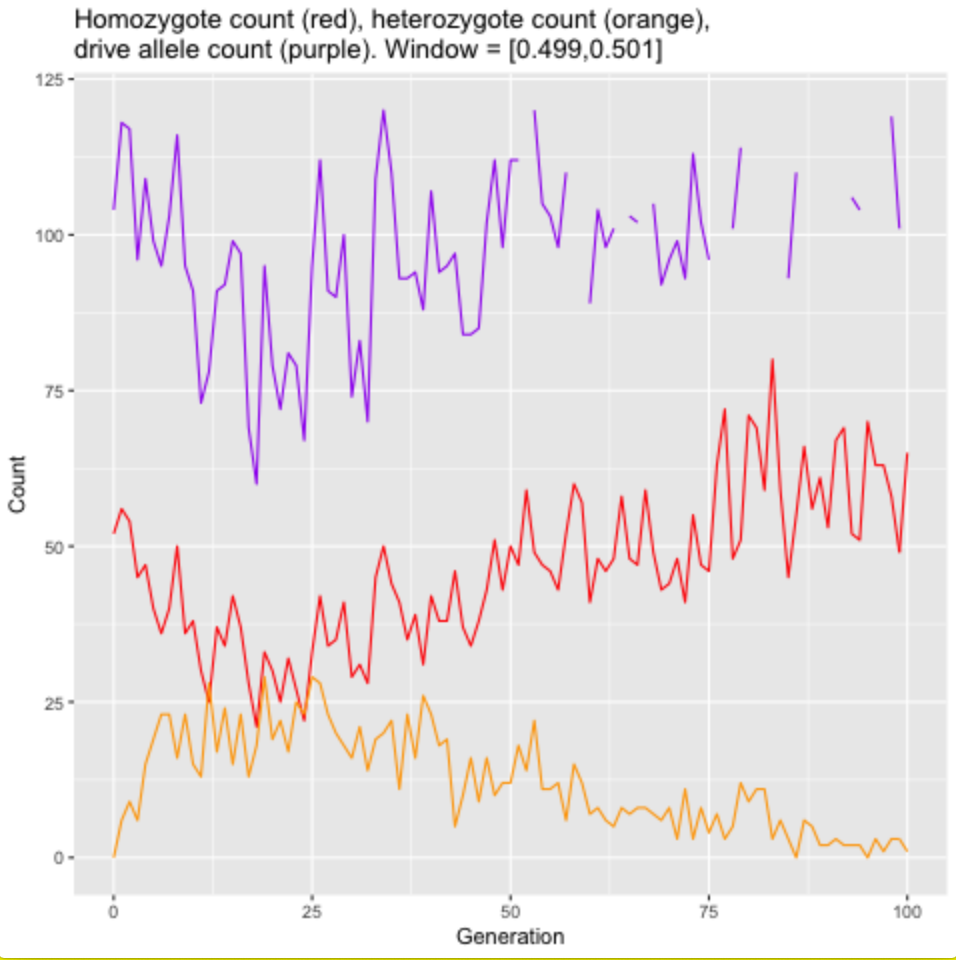 Homozygote count (red), heterozygote count (orange),
drive allele count (purple). Window = [0.499,0.501]
125
100
75
50
25
0
Count
0 25 50 75 100
Generation